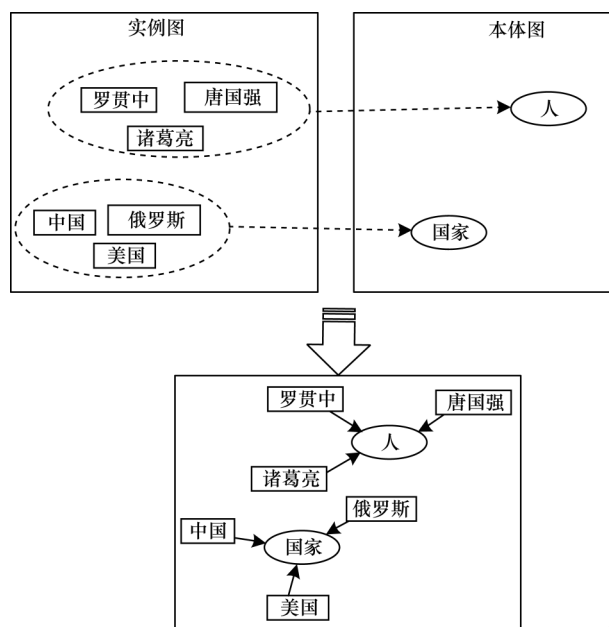 实例图
本体图
罗贯中
唐国强
诸葛亮
人
中国
俄罗斯
美国
国家
罗贯中
唐国强
人
诸葛亮
俄罗斯
中国
国家
美国